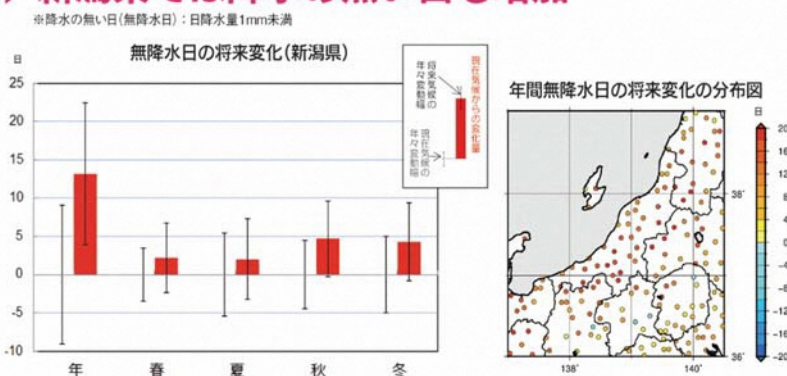 ※降水の無い日(無降水日)：日降水量1mm未満
無降水日の将来変化(新潟県)
日
25
20
15
10
5
0
-5
-10
年 春 夏 秋 冬
将来気候の
年々変動幅
現在気候からの変化量
現在気候の
年々変動幅
年間無降水日の将来変化の分布図
日
20
16
12
8
4
0
-4
-8
-12
-16
-20
38°
36°
138° 140°